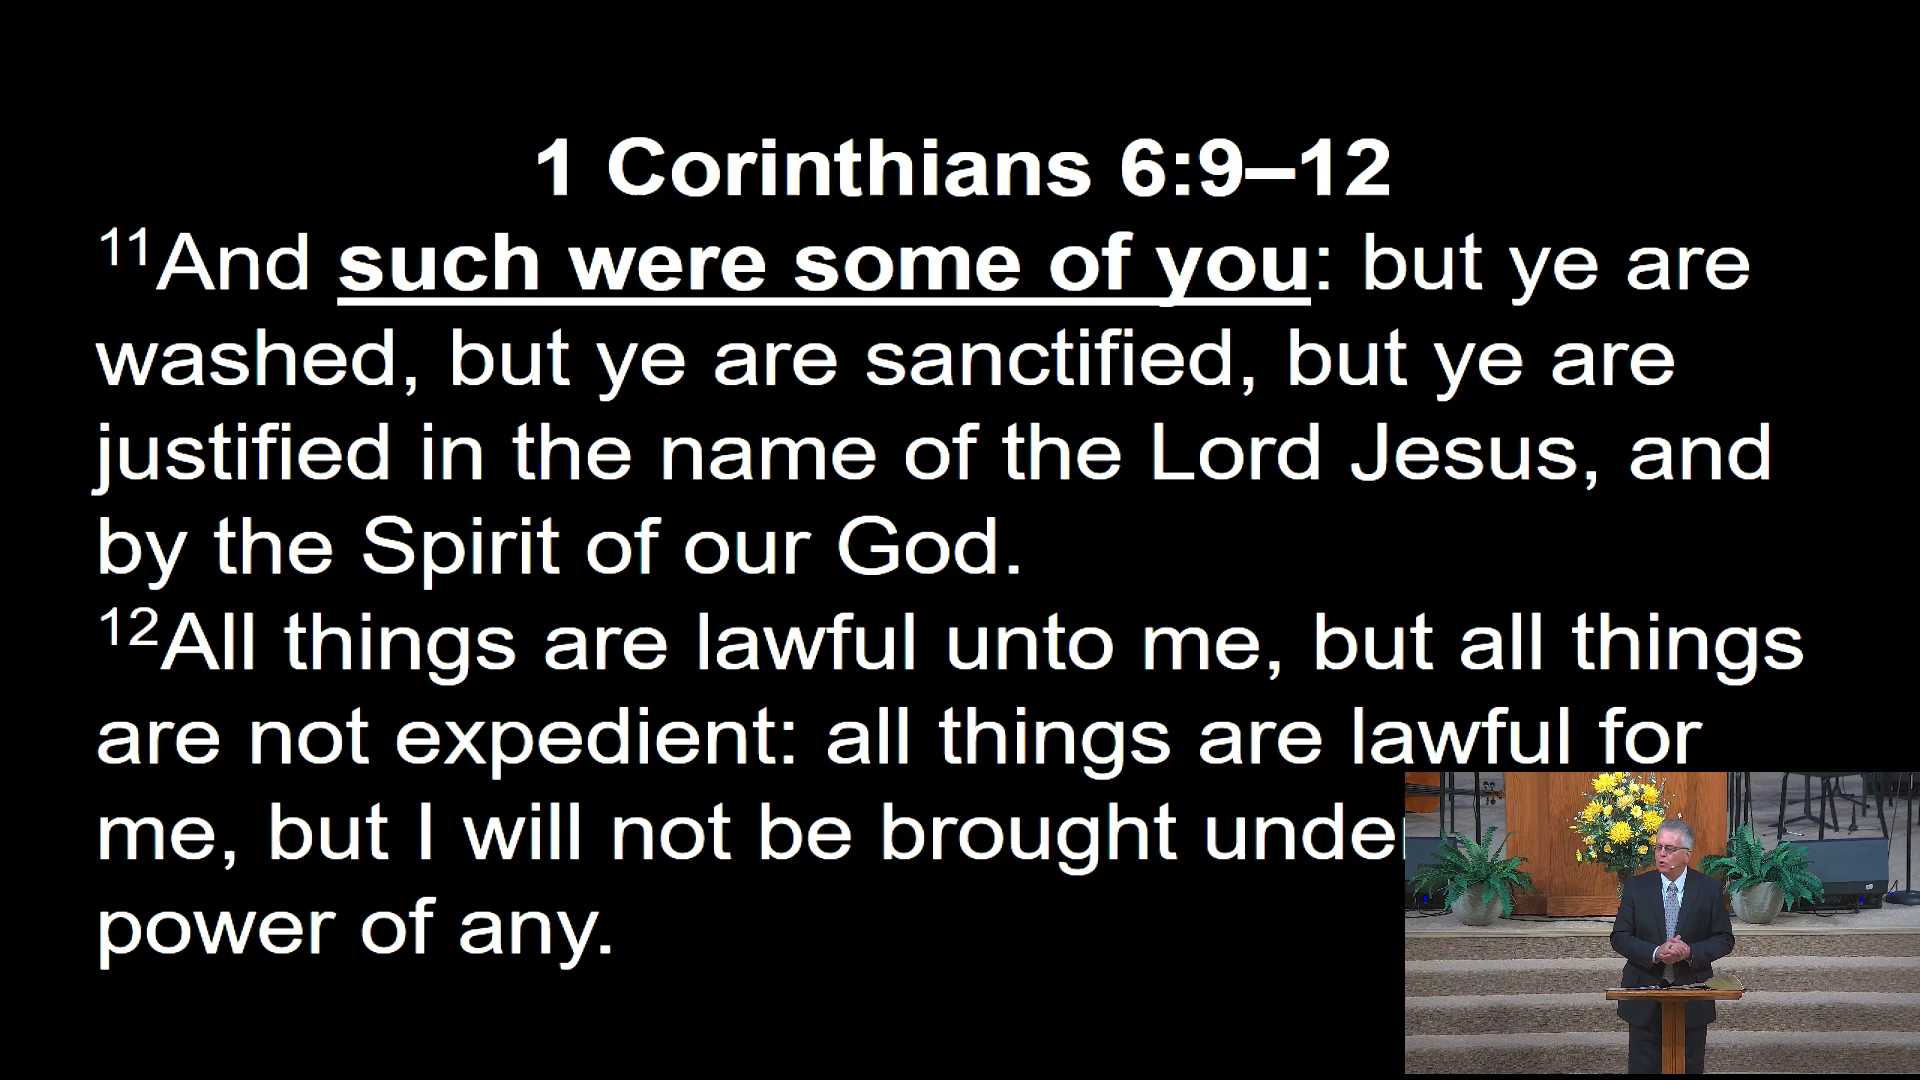 1 Corinthians 6:9–12
11And such were some of you: but ye are
washed, but ye are sanctified, but ye are
justified in the name of the Lord Jesus, and
by the Spirit of our God.
12All things are lawful unto me, but all things
are not expedient: all things are lawful for
me, but I will not be brought under
power of any.